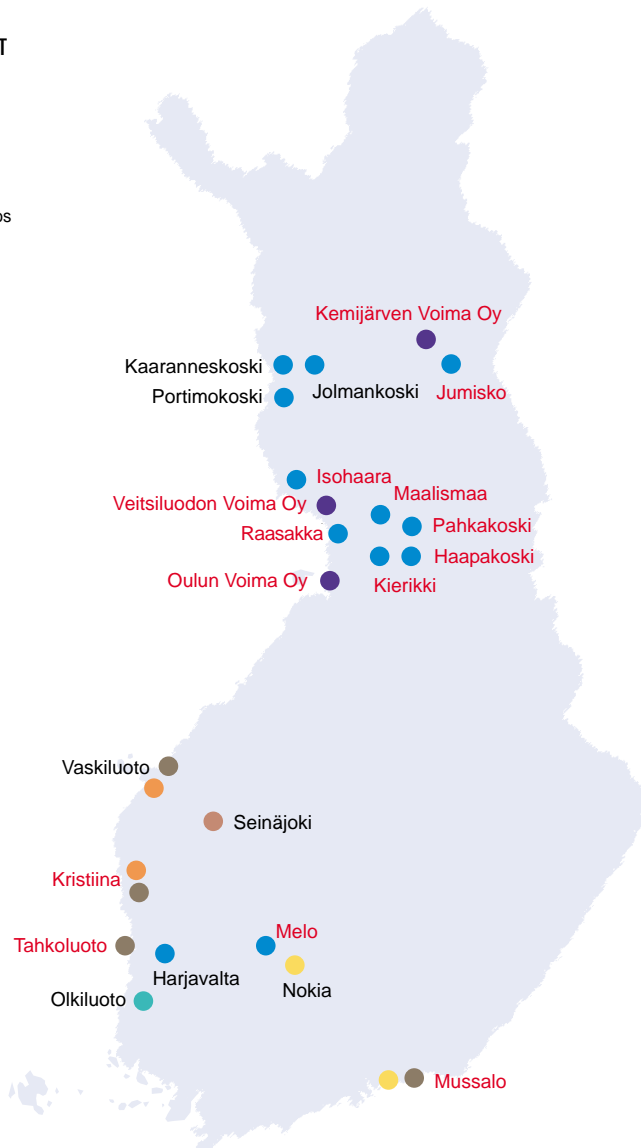 T
os
Kemijärven Voima Oy
Kaaranneskoski
Jolmankoski
Jumisko
Portimokoski
Isohaara
Maalismaa
Veitsiluodon Voima Oy
Pahkakoski
Raasakka
Haapakoski
Oulun Voima Oy
Kierikki
Vaskiluoto
Seinäjoki
Kristiina
Melo
Tahkoluoto
Harjavalta
Nokia
Olkiluoto
Mussalo